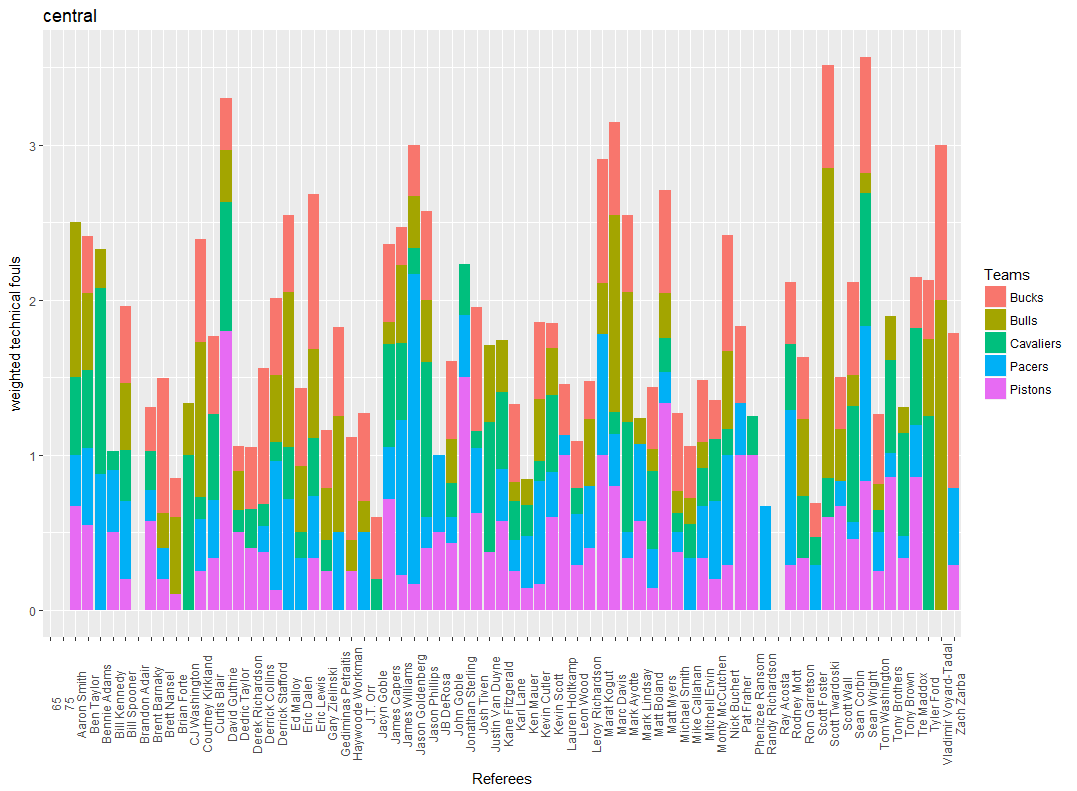 central
weighted technical fouls
3
2
1
0
65
75
Aaron Smith
Ben Taylor
Bennie Adams
Bill Kennedy
Bill Spooner
Brandon Adair
Brent Barnaky
Brett Nansel
Brian Forte
CJ Washington
Courtney Kirkland
Curtis Blair
David Guthrie
Dedric Taylor
Derek Richardson
Derrick Collins
Derrick Stafford
Ed Malloy
Eric Dalen
Eric Lewis
Gary Zielinski
Gediminas Petraitis
Haywoode Workman
J.T. Orr
Jacyn Goble
James Capers
James Williams
Jason Goldenberg
Jason Phillips
JB DeRosa
John Goble
Jonathan Sterling
Josh Tiven
Justin Van Duyne
Kane Fitzgerald
Karl Lane
Ken Mauer
Kevin Cutler
Kevin Scott
Lauren Holtkamp
Leon Wood
Leroy Richardson
Marat Kogut
Marc Davis
Mark Ayotte
Mark Lindsay
Matt Boland
Matt Myers
Michael Smith
Mike Callahan
Mitchell Ervin
Monty McCutchen
Nick Buchert
Pat Fraher
Phenizee Ransom
Randy Richardson
Ray Acosta
Rodney Mott
Ron Garretson
Scott Foster
Scott Twardoski
Scott Wall
Sean Corbin
Sean Wright
Tom Washington
Tony Brothers
Tony Brown
Tre Maddox
Tyler Ford
Vladimir Voyard-Tadal
Zach Zarba
Referees
Teams
Bucks
Bulls
Cavaliers
Pacers
Pistons